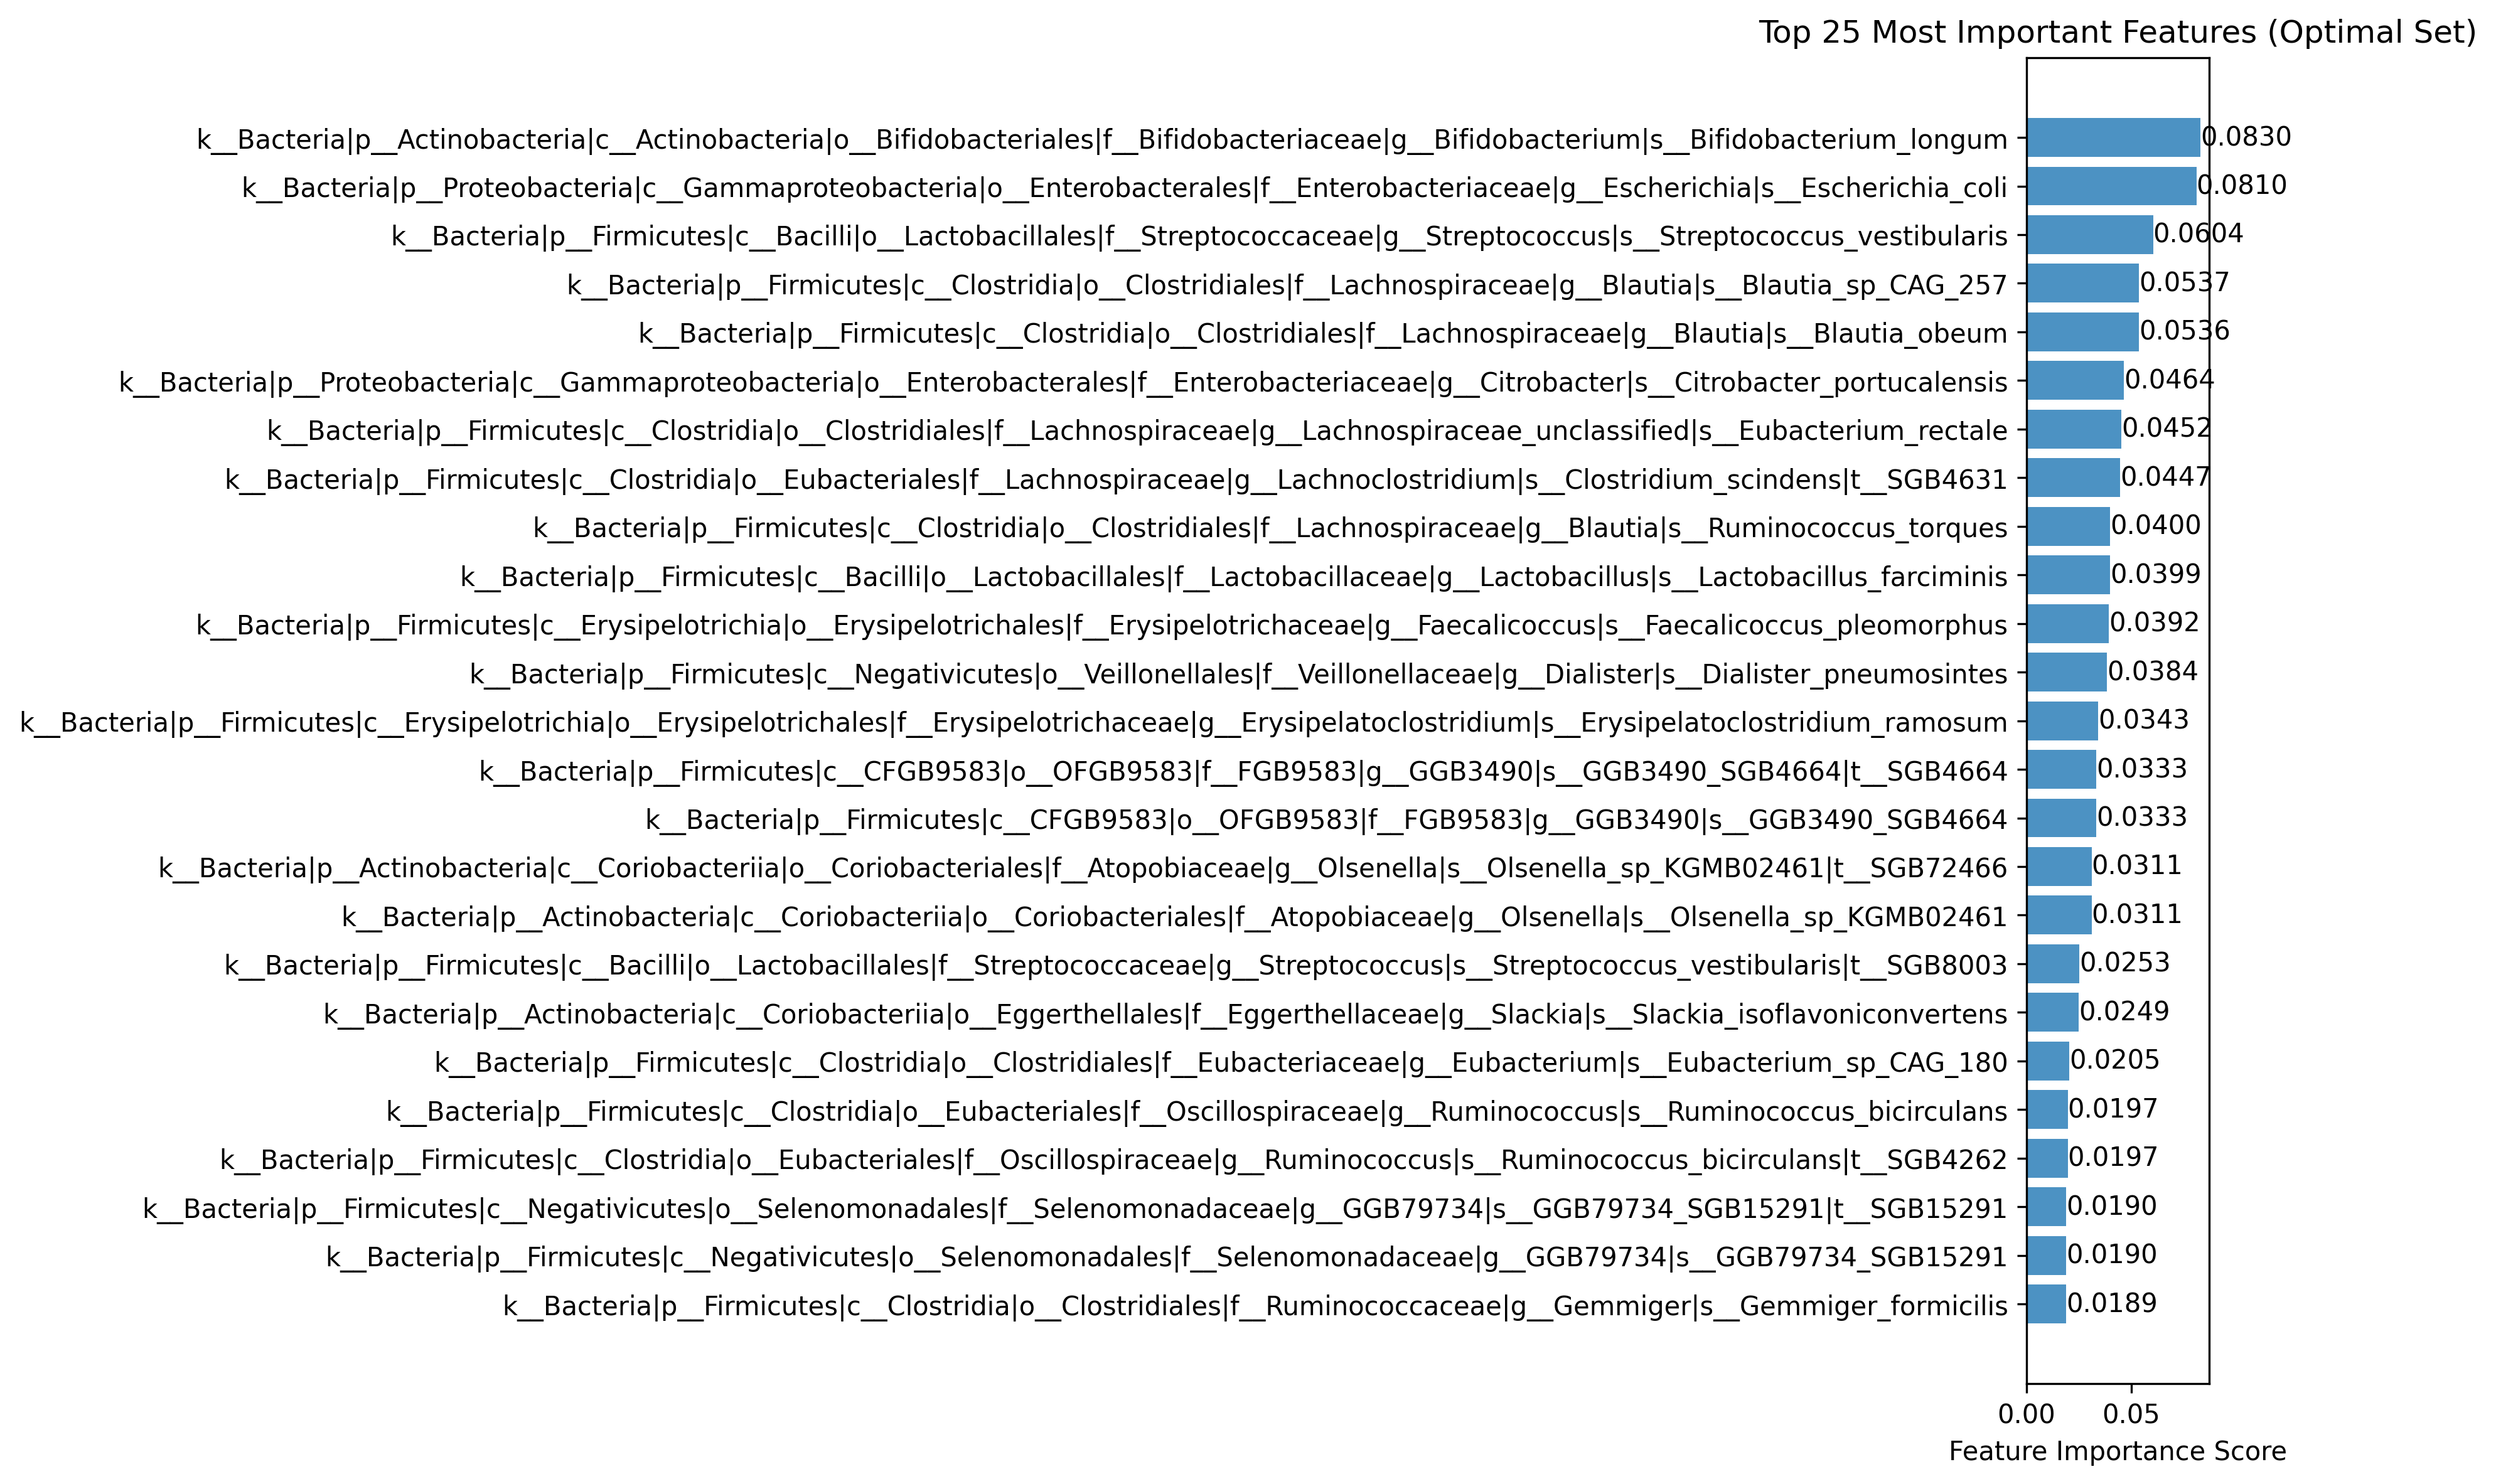 Top 25 Most Important Features (Optimal Set)
k__Bacteria|p__Actinobacteria|c__Actinobacteria|o__Bifidobacteriales|f__Bifidobacteriaceae|g__Bifidobacterium|s__Bifidobacterium_longum 0.0830
k__Bacteria|p__Proteobacteria|c__Gammaproteobacteria|o__Enterobacterales|f__Enterobacteriaceae|g__Escherichia|s__Escherichia_coli 0.0810
k__Bacteria|p__Firmicutes|c__Bacilli|o__Lactobacillales|f__Streptococcaceae|g__Streptococcus|s__Streptococcus_vestibularis 0.0604
k__Bacteria|p__Firmicutes|c__Clostridia|o__Clostridiales|f__Lachnospiraceae|g__Blautia|s__Blautia_sp_CAG_257 0.0537
k__Bacteria|p__Firmicutes|c__Clostridia|o__Clostridiales|f__Lachnospiraceae|g__Blautia|s__Blautia_obeum 0.0536
k__Bacteria|p__Proteobacteria|c__Gammaproteobacteria|o__Enterobacterales|f__Enterobacteriaceae|g__Citrobacter|s__Citrobacter_portucalensis 0.0464
k__Bacteria|p__Firmicutes|c__Clostridia|o__Clostridiales|f__Lachnospiraceae|g__Lachnospiraceae_unclassified|s__Eubacterium_rectale 0.0452
k__Bacteria|p__Firmicutes|c__Clostridia|o__Eubacteriales|f__Lachnospiraceae|g__Lachnoclostridium|s__Clostridium_scindens|t__SGB4631 0.0447
k__Bacteria|p__Firmicutes|c__Clostridia|o__Clostridiales|f__Lachnospiraceae|g__Blautia|s__Ruminococcus_torques 0.0400
k__Bacteria|p__Firmicutes|c__Bacilli|o__Lactobacillales|f__Lactobacillaceae|g__Lactobacillus|s__Lactobacillus_farciminis 0.0399
k__Bacteria|p__Firmicutes|c__Erysipelotrichia|o__Erysipelotrichales|f__Erysipelotrichaceae|g__Faecalicoccus|s__Faecalicoccus_pleomorphus 0.0392
k__Bacteria|p__Firmicutes|c__Negativicutes|o__Veillonellales|f__Veillonellaceae|g__Dialister|s__Dialister_pneumosintes 0.0384
k__Bacteria|p__Firmicutes|c__Erysipelotrichia|o__Erysipelotrichales|f__Erysipelotrichaceae|g__Erysipelatoclostridium|s__Erysipelatoclostridium_ramosum 0.0343
k__Bacteria|p__Firmicutes|c__CFGB9583|o__OFGB9583|f__FGB9583|g__GGB3490|s__GGB3490_SGB4664|t__SGB4664 0.0333
k__Bacteria|p__Firmicutes|c__CFGB9583|o__OFGB9583|f__FGB9583|g__GGB3490|s__GGB3490_SGB4664 0.0333
k__Bacteria|p__Actinobacteria|c__Coriobacteriia|o__Coriobacteriales|f__Atopobiaceae|g__Olsenella|s__Olsenella_sp_KGMB02461|t__SGB72466 0.0311
k__Bacteria|p__Actinobacteria|c__Coriobacteriia|o__Coriobacteriales|f__Atopobiaceae|g__Olsenella|s__Olsenella_sp_KGMB02461 0.0311
k__Bacteria|p__Firmicutes|c__Bacilli|o__Lactobacillales|f__Streptococcaceae|g__Streptococcus|s__Streptococcus_vestibularis|t__SGB8003 0.0253
k__Bacteria|p__Actinobacteria|c__Coriobacteriia|o__Eggerthellales|f__Eggerthellaceae|g__Slackia|s__Slackia_isoflavoniconvertens 0.0249
k__Bacteria|p__Firmicutes|c__Clostridia|o__Clostridiales|f__Eubacteriaceae|g__Eubacterium|s__Eubacterium_sp_CAG_180 0.0205
k__Bacteria|p__Firmicutes|c__Clostridia|o__Eubacteriales|f__Oscillospiraceae|g__Ruminococcus|s__Ruminococcus_bicirculans 0.0197
k__Bacteria|p__Firmicutes|c__Clostridia|o__Eubacteriales|f__Oscillospiraceae|g__Ruminococcus|s__Ruminococcus_bicirculans|t__SGB4262 0.0197
k__Bacteria|p__Firmicutes|c__Negativicutes|o__Selenomonadales|f__Selenomonadaceae|g__GGB79734|s__GGB79734_SGB15291|t__SGB15291 0.0190
k__Bacteria|p__Firmicutes|c__Negativicutes|o__Selenomonadales|f__Selenomonadaceae|g__GGB79734|s__GGB79734_SGB15291 0.0190
k__Bacteria|p__Firmicutes|c__Clostridia|o__Clostridiales|f__Ruminococcaceae|g__Gemmiger|s__Gemmiger_formicilis 0.0189
0.00 0.05
Feature Importance Score